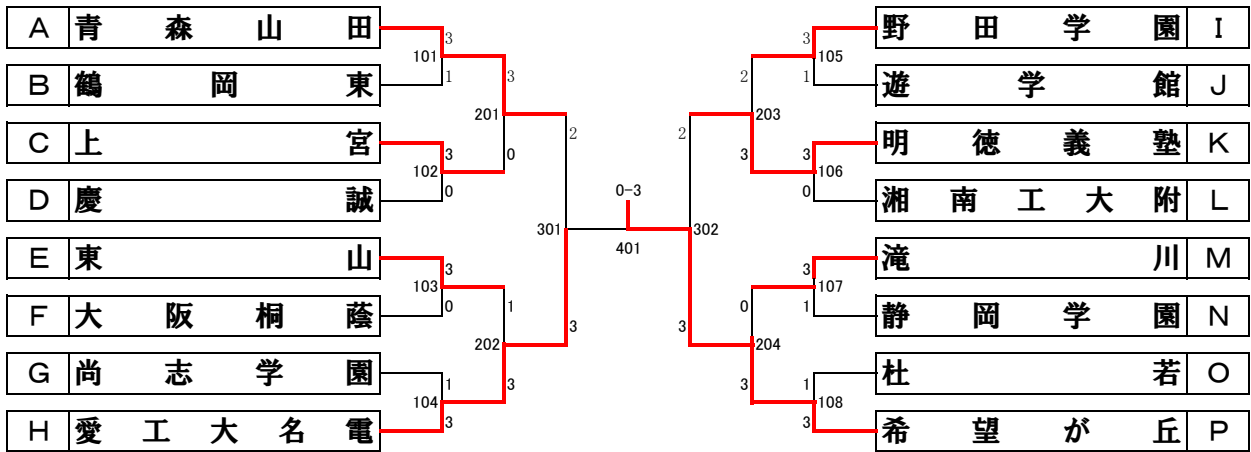 A 青森山田 3 3 野田学園 I
101 105
B 鶴岡東 1 3 2 1 遊学館 J
201 203
C 上宮 3 2 2 3 3 明徳義塾 K
102 0 106
D 慶誠 0 0-3 0 湘南工大附 L
301 401 302
E 東山 3 3 滝川 M
103 107
F 大阪桐蔭 0 1 0 1 静岡学園 N
3 3
202 204
G 尚志学園 1 3 3 1 杜若 O
104 108
H 愛工大名電 3 3 希望が丘 P